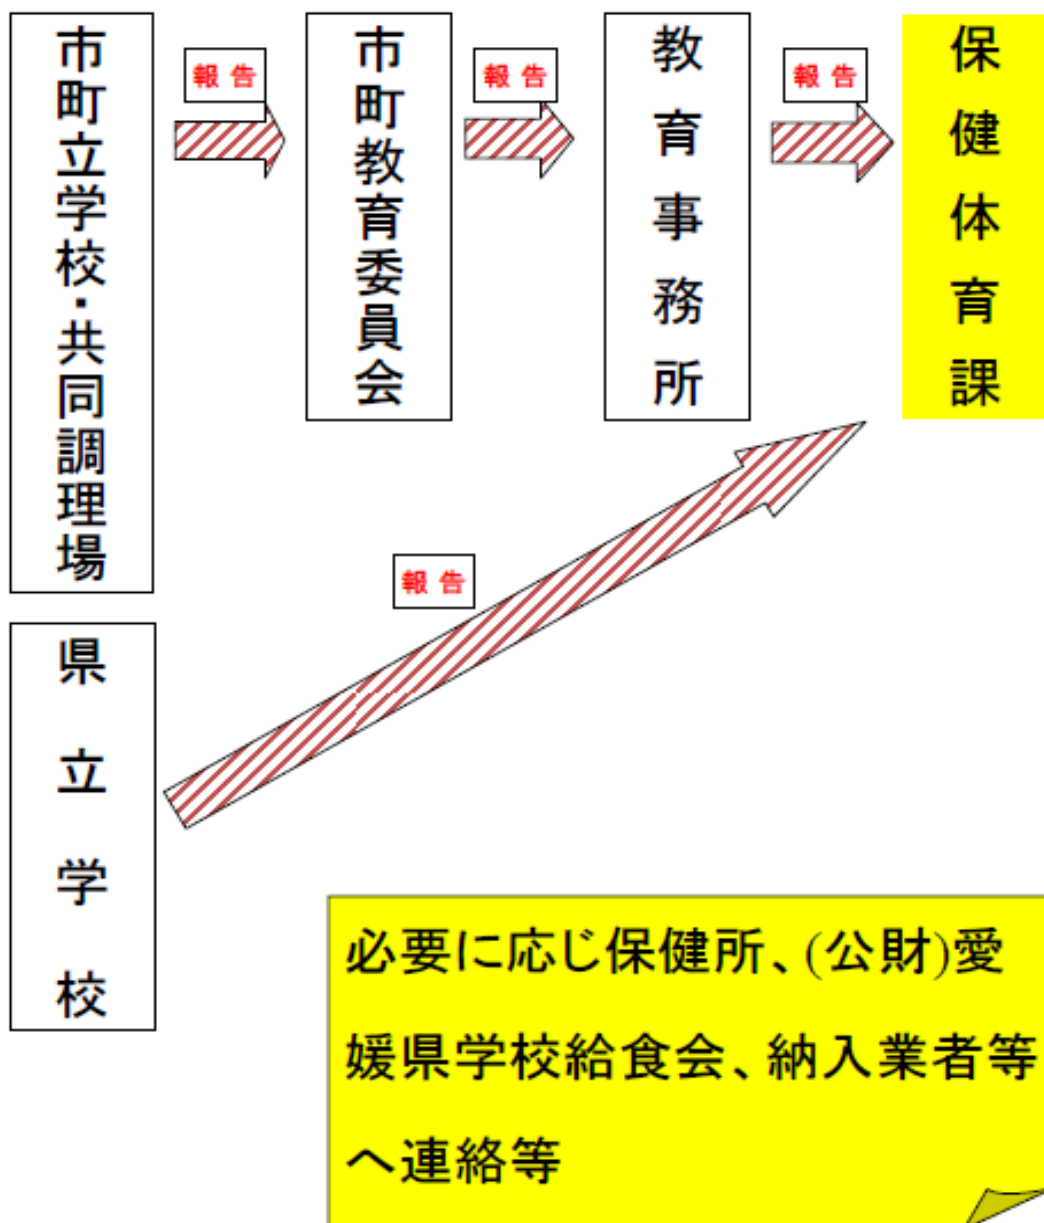 市町立学校・共同調理場
報告
市町教育委員会
報告
教育事務所
報告
保健体育課
報告
県立学校
必要に応じ保健所、(公財)愛
媛県学校給食会、納入業者等
へ連絡等